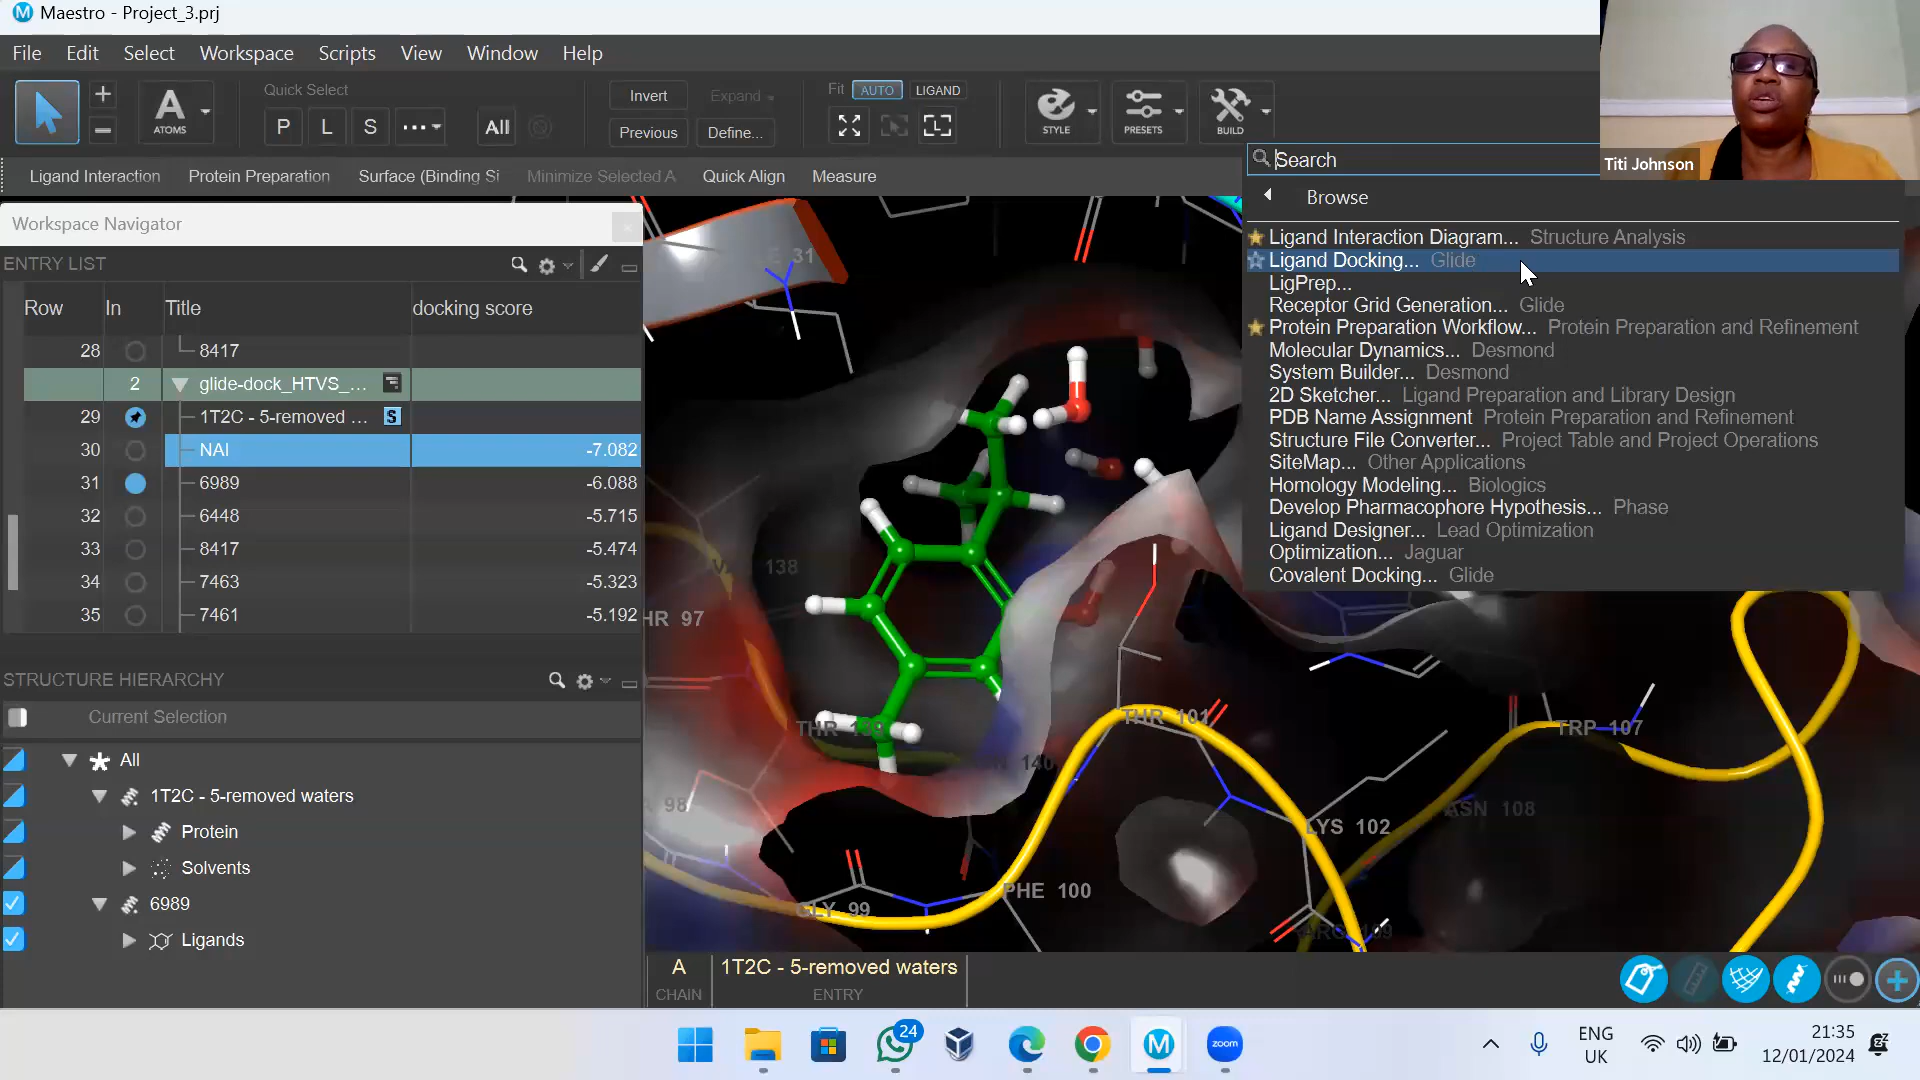 Maestro - Project_3.prj
File Edit Select Workspace Scripts View Window Help
Quick Select
ATOMS
P L S
All
Invert
Expand
Previous
Define...
Fit AUTO LIGAND
STYLE
PRESETS
BUILD
Titi Johnson
Ligand Interaction Protein Preparation Surface (Binding Si Minimize Selected A Quick Align Measure
Search
Browse
Ligand Interaction Diagram... Structure Analysis
Ligand Docking... Glide
LigPrep...
Receptor Grid Generation... Glide
Protein Preparation Workflow... Protein Preparation and Refinement
Molecular Dynamics... Desmond
System Builder... Desmond
2D Sketcher... Ligand Preparation and Library Design
PDB Name Assignment Protein Preparation and Refinement
Structure File Converter... Project Table and Project Operations
SiteMap... Other Applications
Homology Modeling... Biologics
Develop Pharmacophore Hypothesis... Phase
Ligand Designer... Lead Optimization
Optimization... Jaguar
Covalent Docking... Glide
Workspace Navigator
ENTRY LIST
Row In Title docking score
28 8417
2 glide-dock_HTVS_...
29 1T2C - 5-removed ... S
30 NAI -7.082
31 6989 -6.088
32 6448 -5.715
33 8417 -5.474
34 7463 -5.323
35 7461 -5.192
STRUCTURE HIERARCHY
Current Selection
All
1T2C - 5-removed waters
Protein
Solvents
6989
Ligands
31
138
HR 97
THR
THR 101
140
98
TRP 107
ASN 108
LYS 102
PHE 100
GLY 99
A
CHAIN
1T2C - 5-removed waters
ENTRY
24
zoom
ENG
UK
21:35
12/01/2024